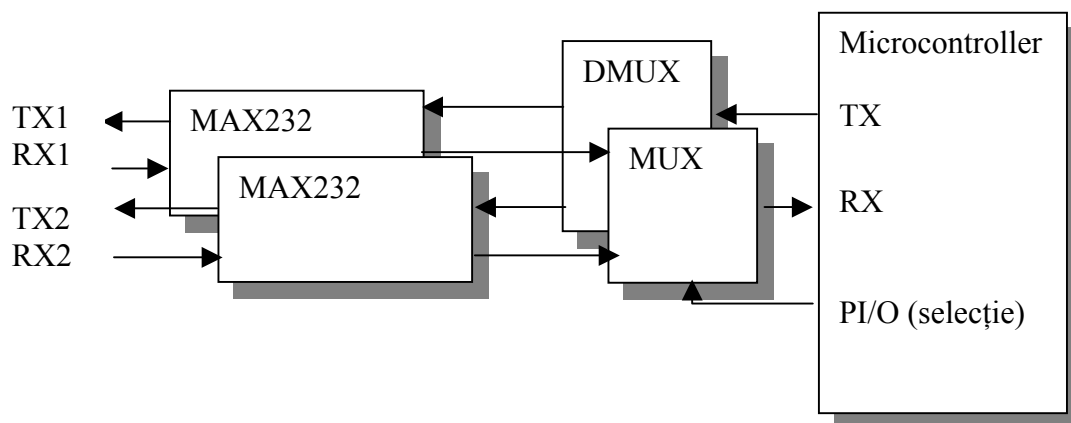 TX1
RX1
TX2
RX2
MAX232
MAX232
DMUX
MUX
Microcontroller
TX
RX
PI/O (selecție)